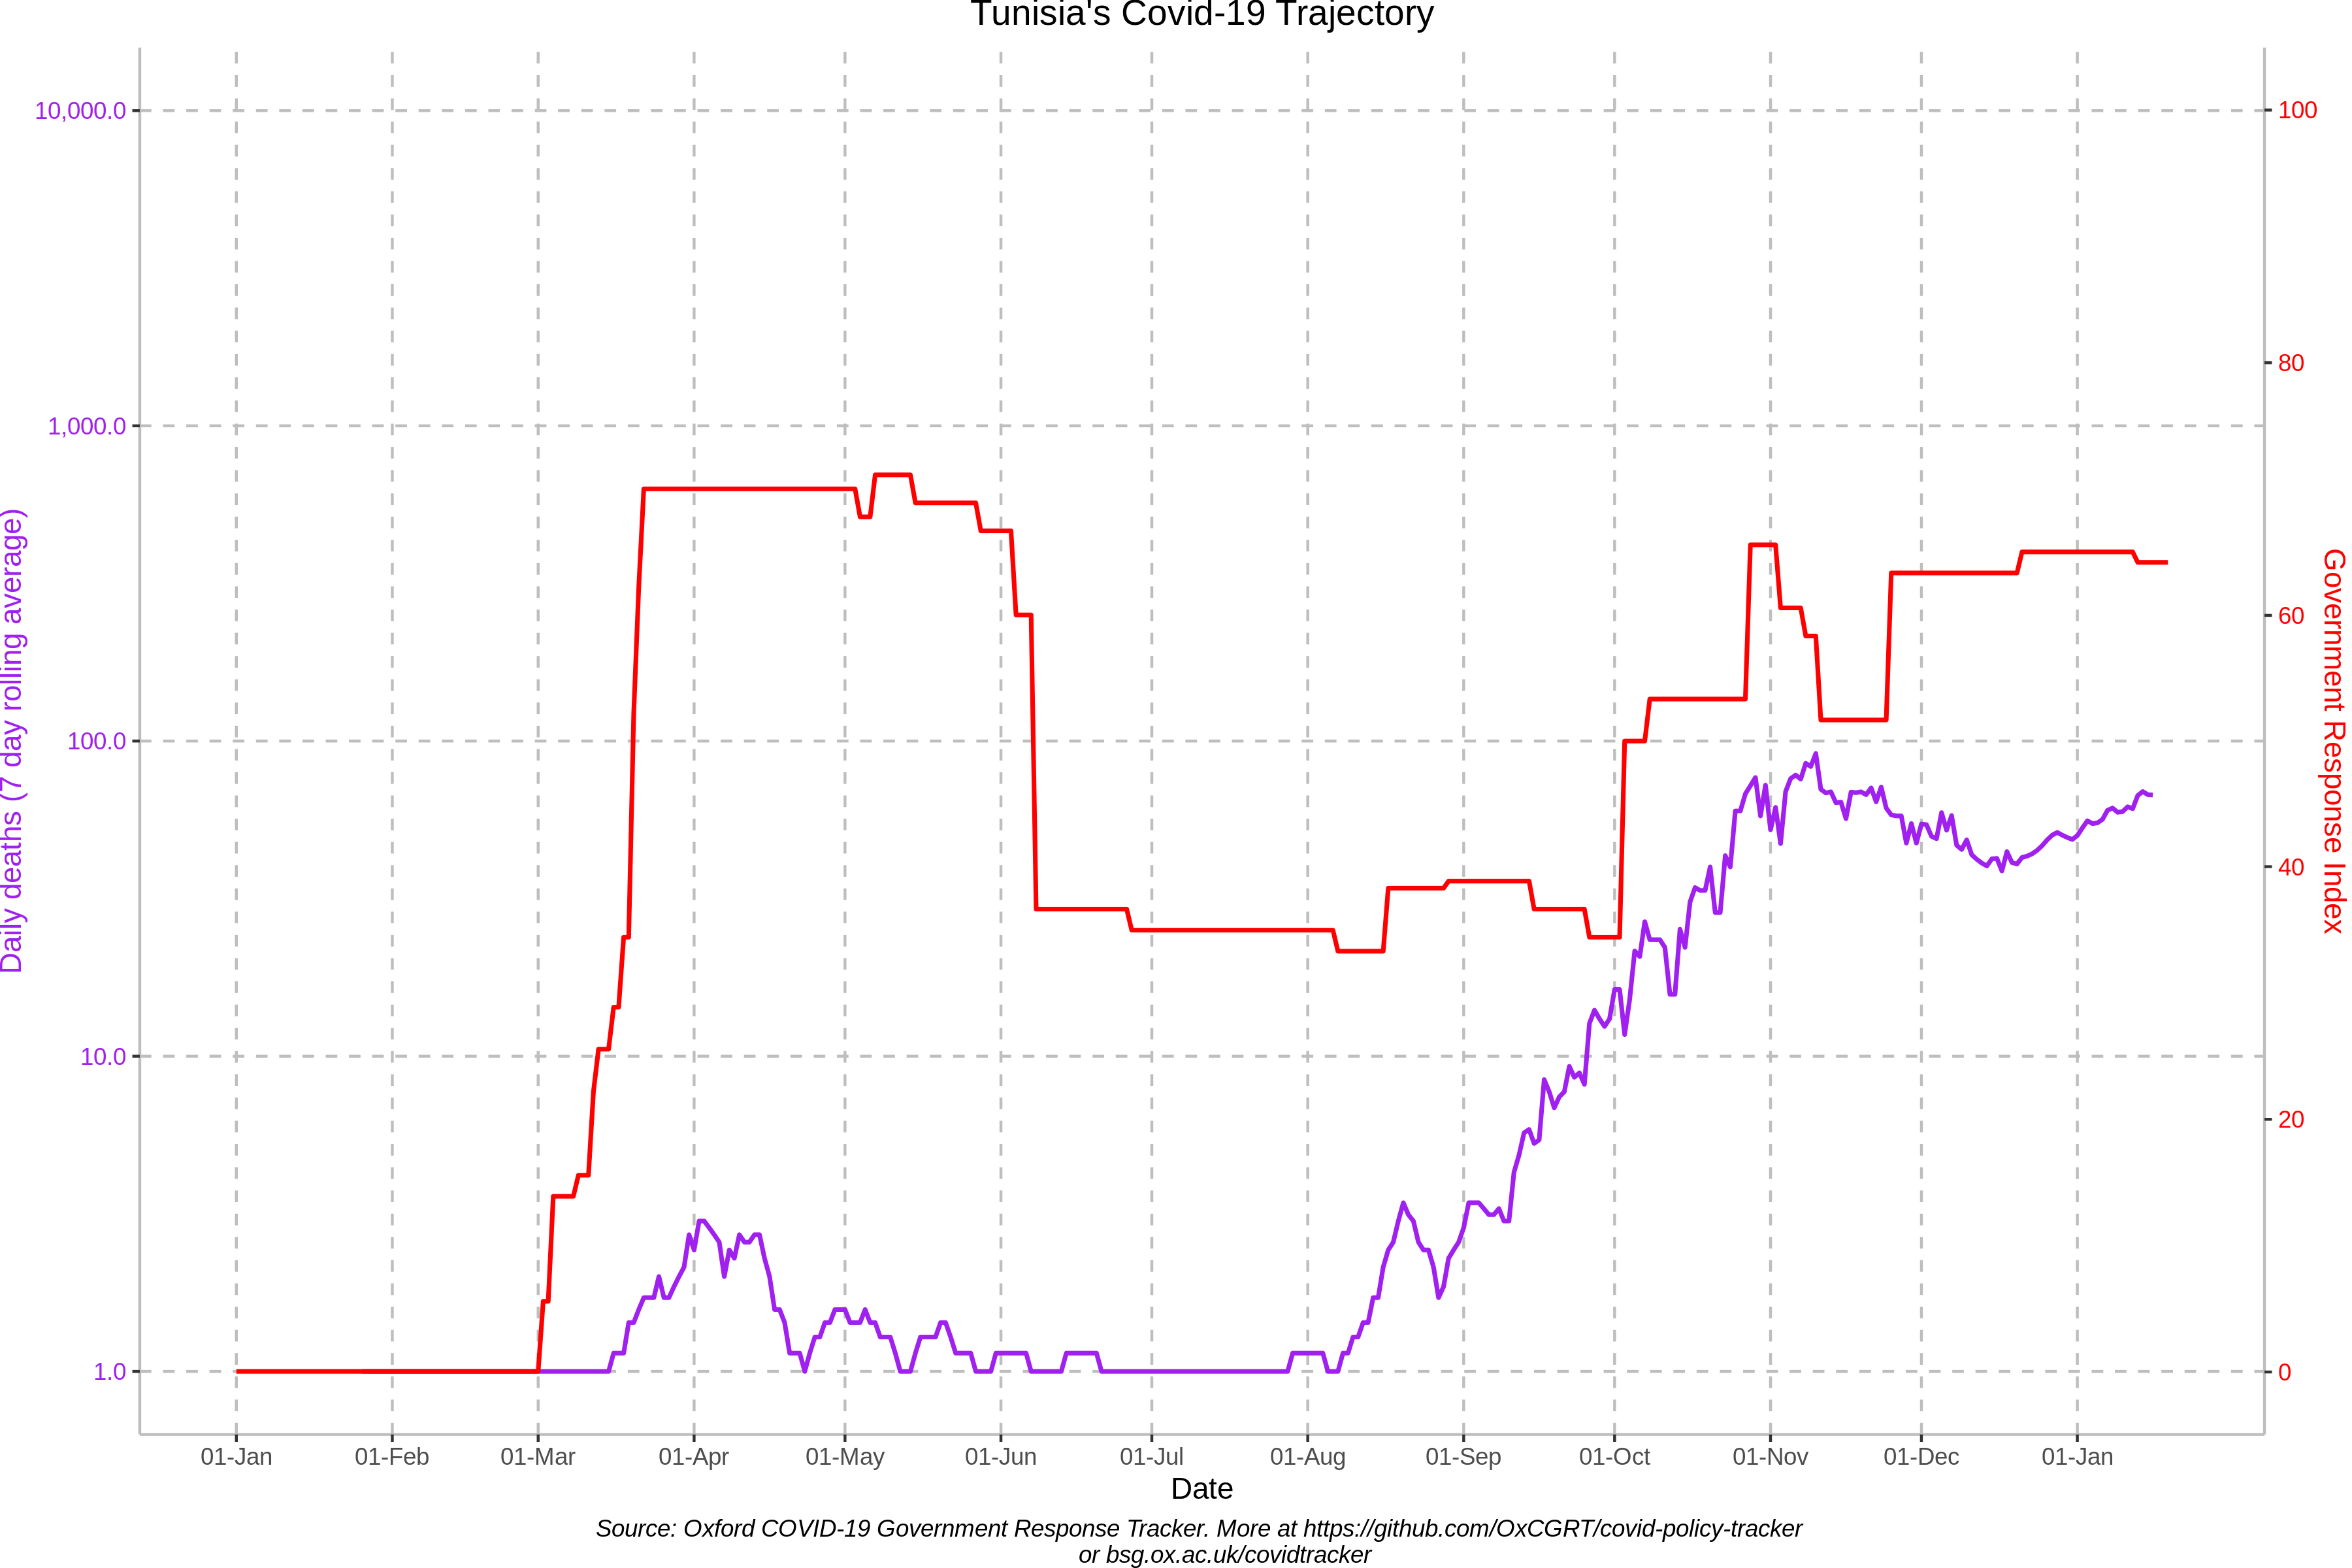 Tunisia's Covid-19 Trajectory
10,000.0
1,000.0
100.0
10.0
1.0
Daily deaths (7 day rolling average)
100
80
60
40
20
0
Government Response Index
01-Jan 01-Feb 01-Mar 01-Apr 01-May 01-Jun 01-Jul 01-Aug 01-Sep 01-Oct 01-Nov 01-Dec 01-Jan
Date
Source: Oxford COVID-19 Government Response Tracker. More at https://github.com/OxCGRT/covid-policy-tracker
or bsg.ox.ac.uk/covidtracker